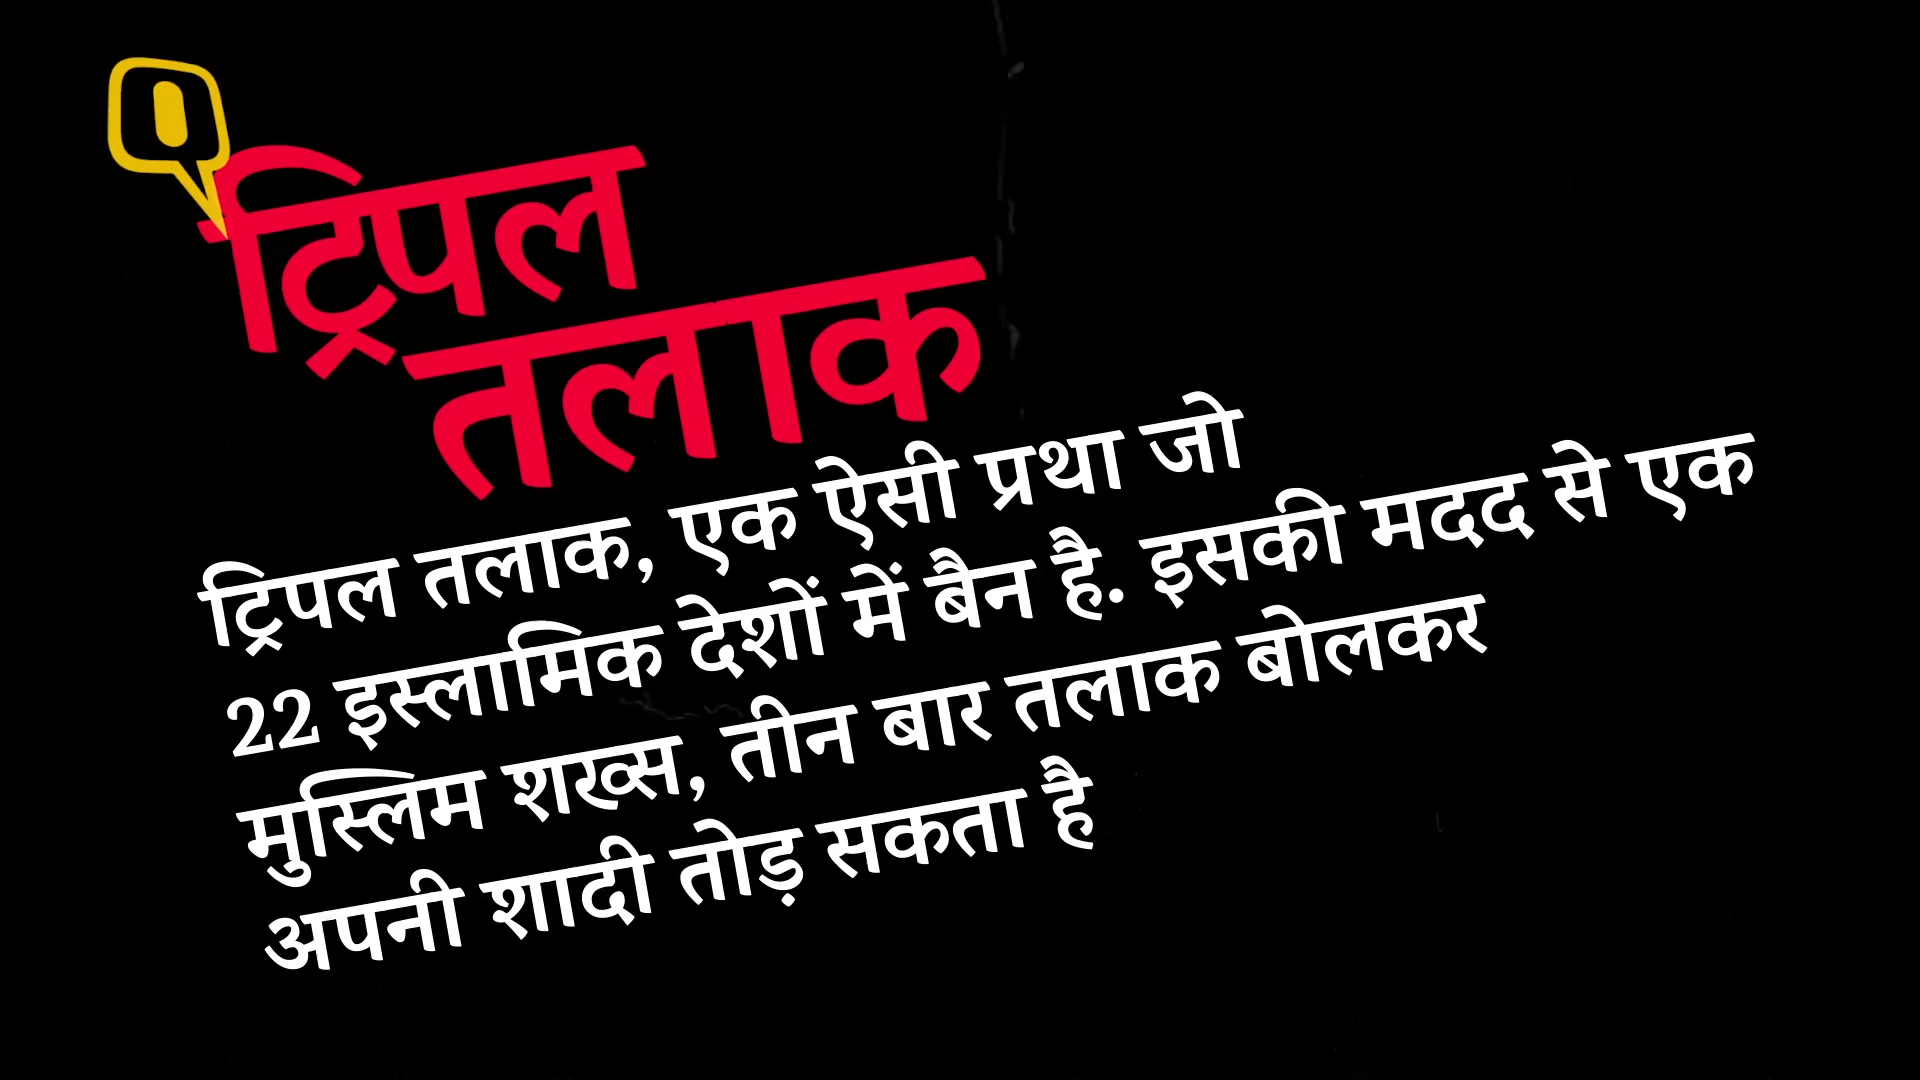 ट्रिपल
तलाक
ट्रिपल तलाक, एक ऐसी प्रथा जो
22 इस्लामिक देशों में बैन है. इसकी मदद से एक
मुस्लिम शख्स, तीन बार तलाक बोलकर
अपनी शादी तोड़ सकता है